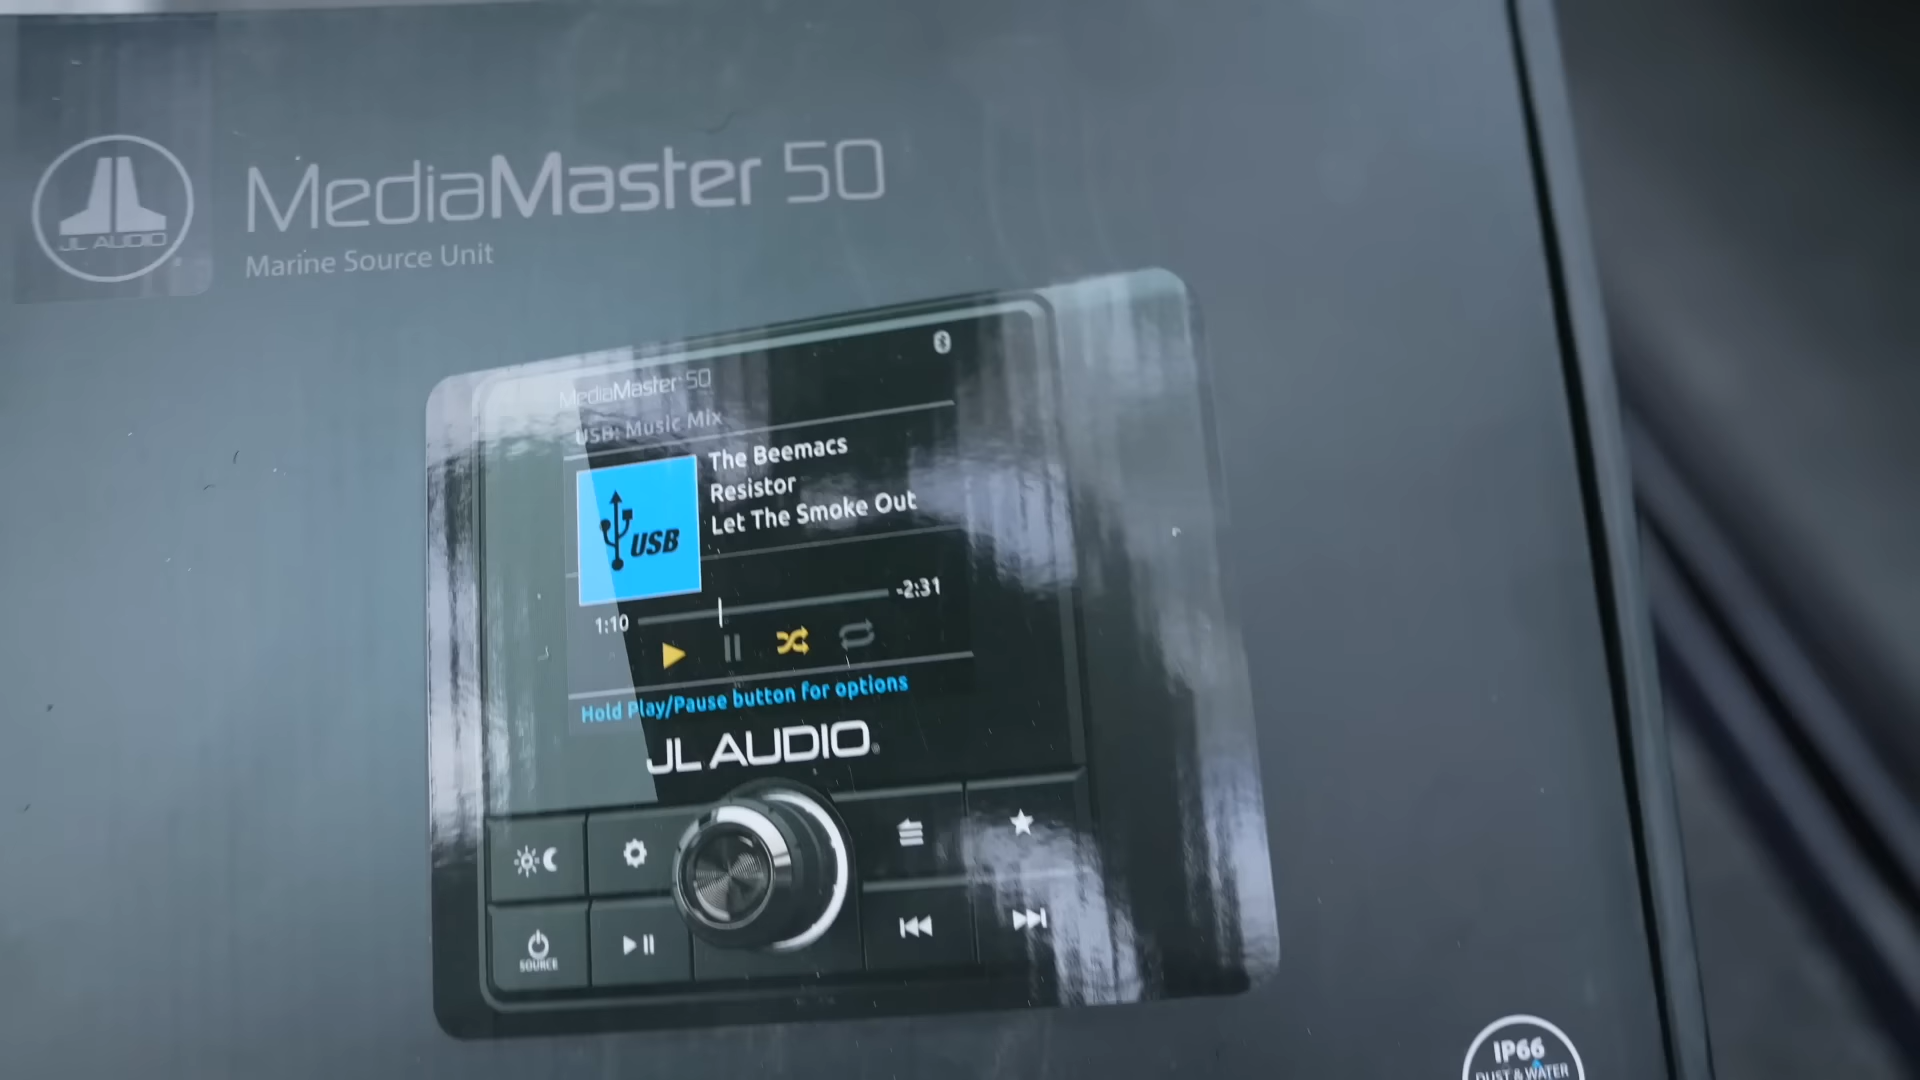 JL AUDIO
MediaMaster 50
Marine Source Unit
MediaMaster 50
USB: Music Mix
The Beemacs
Resistor
Let The Smoke Out
USB
1:10
-2:31
Hold Play/Pause button for options
JL AUDIO
SOURCE
IP66
DUST & WATER